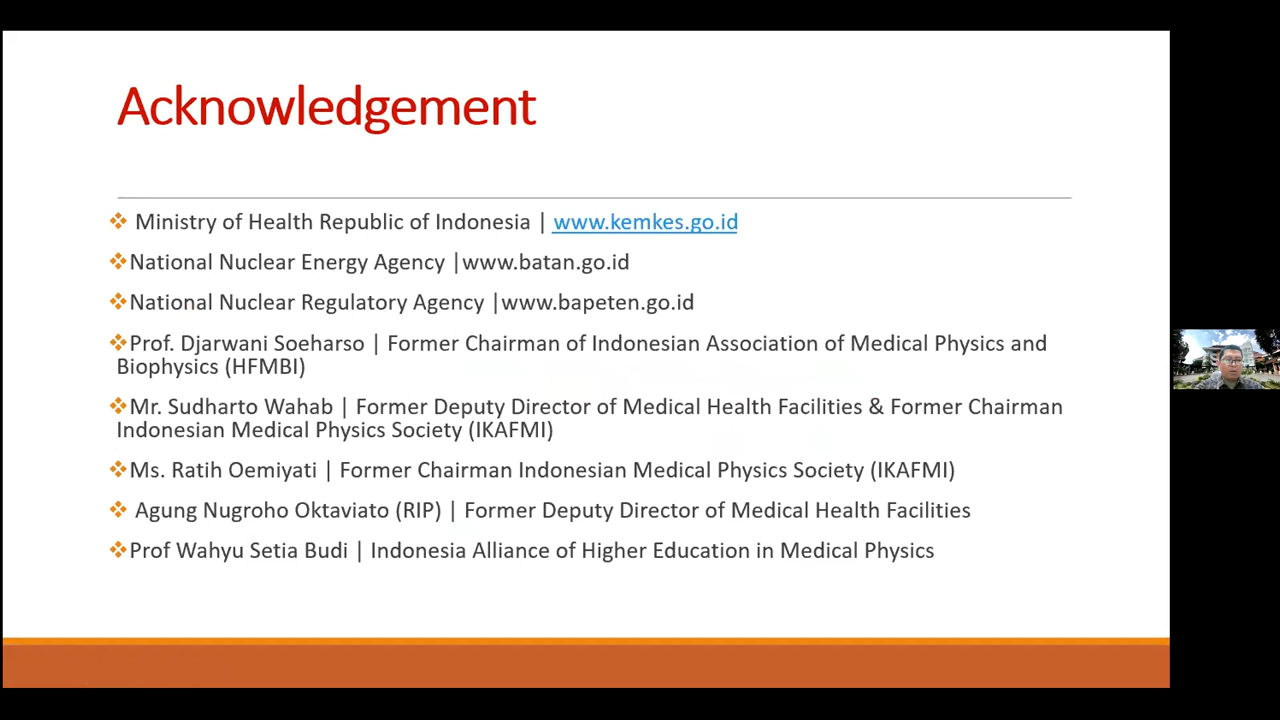 Acknowledgement
Ministry of Health Republic of Indonesia | www.kemkes.go.id
National Nuclear Energy Agency |www.batan.go.id
National Nuclear Regulatory Agency |www.bapeten.go.id
Prof. Djarwani Soeharso | Former Chairman of Indonesian Association of Medical Physics and
Biophysics (HFMBI)
Mr. Sudharto Wahab | Former Deputy Director of Medical Health Facilities & Former Chairman
Indonesian Medical Physics Society (IKAFMI)
Ms. Ratih Oemiyati | Former Chairman Indonesian Medical Physics Society (IKAFMI)
Agung Nugroho Oktaviato (RIP) | Former Deputy Director of Medical Health Facilities
Prof Wahyu Setia Budi | Indonesia Alliance of Higher Education in Medical Physics